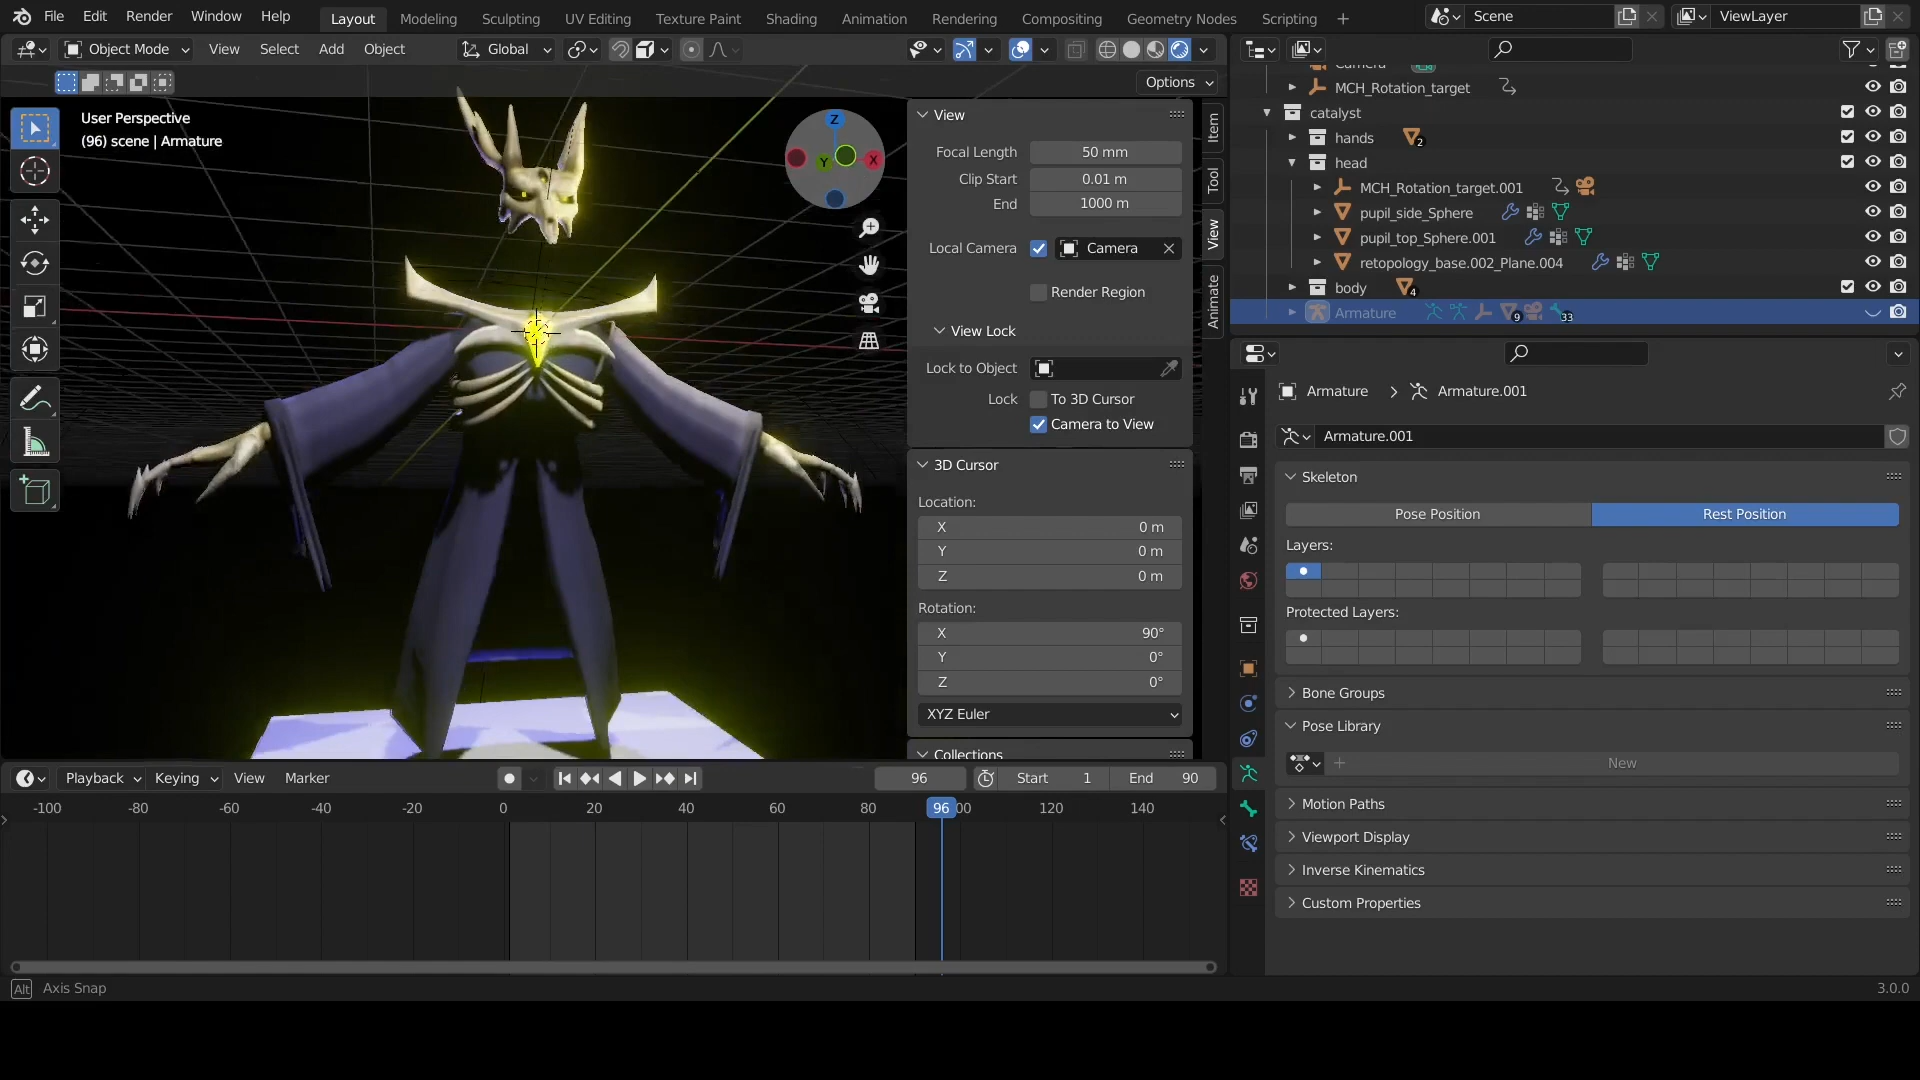 File Edit Render Window Help Layout Modeling Sculpting UV Editing Texture Paint Shading Animation Rendering Compositing Geometry Nodes Scripting Scene ViewLayer
Object Mode View Select Add Object Global
Options
User Perspective
(96) scene | Armature
Z
Y
X
View
Focal Length 50 mm
Clip Start 0.01 m
End 1000 m
Local Camera Camera
Render Region
View Lock
Lock to Object
Lock To 3D Cursor
Camera to View
3D Cursor
Location:
X 0 m
Y 0 m
Z 0 m
Rotation:
X 90°
Y 0°
Z 0°
XYZ Euler
Collections
Item
Tool
View
Animate
Camera
MCH_Rotation_target
catalyst
hands 2
head
MCH_Rotation_target.001
pupil_side_Sphere
pupil_top_Sphere.001
retopology_base.002_Plane.004
body 4
Armature 9 33
Armature Armature.001
Armature.001
Skeleton
Pose Position Rest Position
Layers:
Protected Layers:
Bone Groups
Pose Library
New
Motion Paths
Viewport Display
Inverse Kinematics
Custom Properties
Playback Keying View Marker 96 Start 1 End 90
-100 -80 -60 -40 -20 0 20 40 60 80 96 00 120 140
Alt Axis Snap 3.0.0